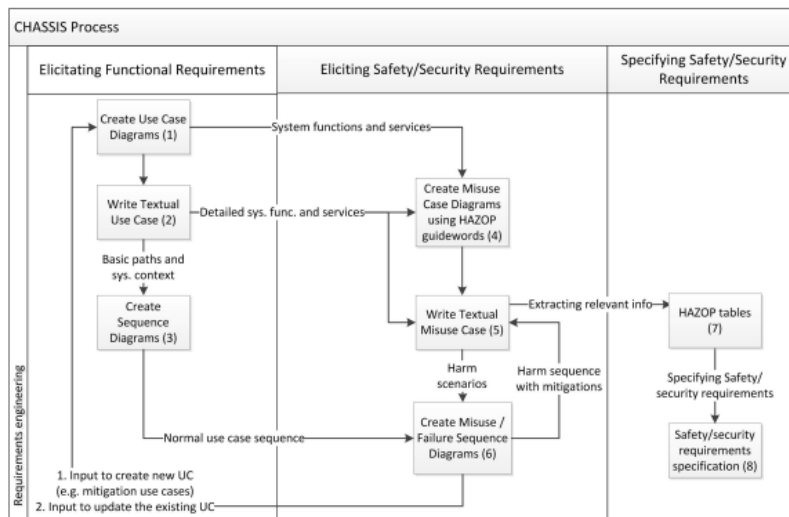 CHASSIS Process
Elicitating Functional Requirements
Eliciting Safety/Security Requirements
Specifying Safety/Security
Requirements
Create Use Case
Diagrams (1)
System functions and services
Write Textual
Use Case (2)
Detailed sys. func. and services
Create Misuse
Case Diagrams
using HAZOP
guidewords (4)
Basic paths and
sys. context
Create
Sequence
Diagrams (3)
Write Textual
Misuse Case (5)
Extracting relevant info
HAZOP tables
(7)
Harm
scenarios
Harm sequence
with mitigations
Specifying Safety/
security requirements
Normal use case sequence
Create Misuse /
Failure Sequence
Diagrams (6)
Safety/security
requirements
specification (8)
1. Input to create new UC
(e.g. mitigation use cases)
2. Input to update the existing UC
Requirements engineering